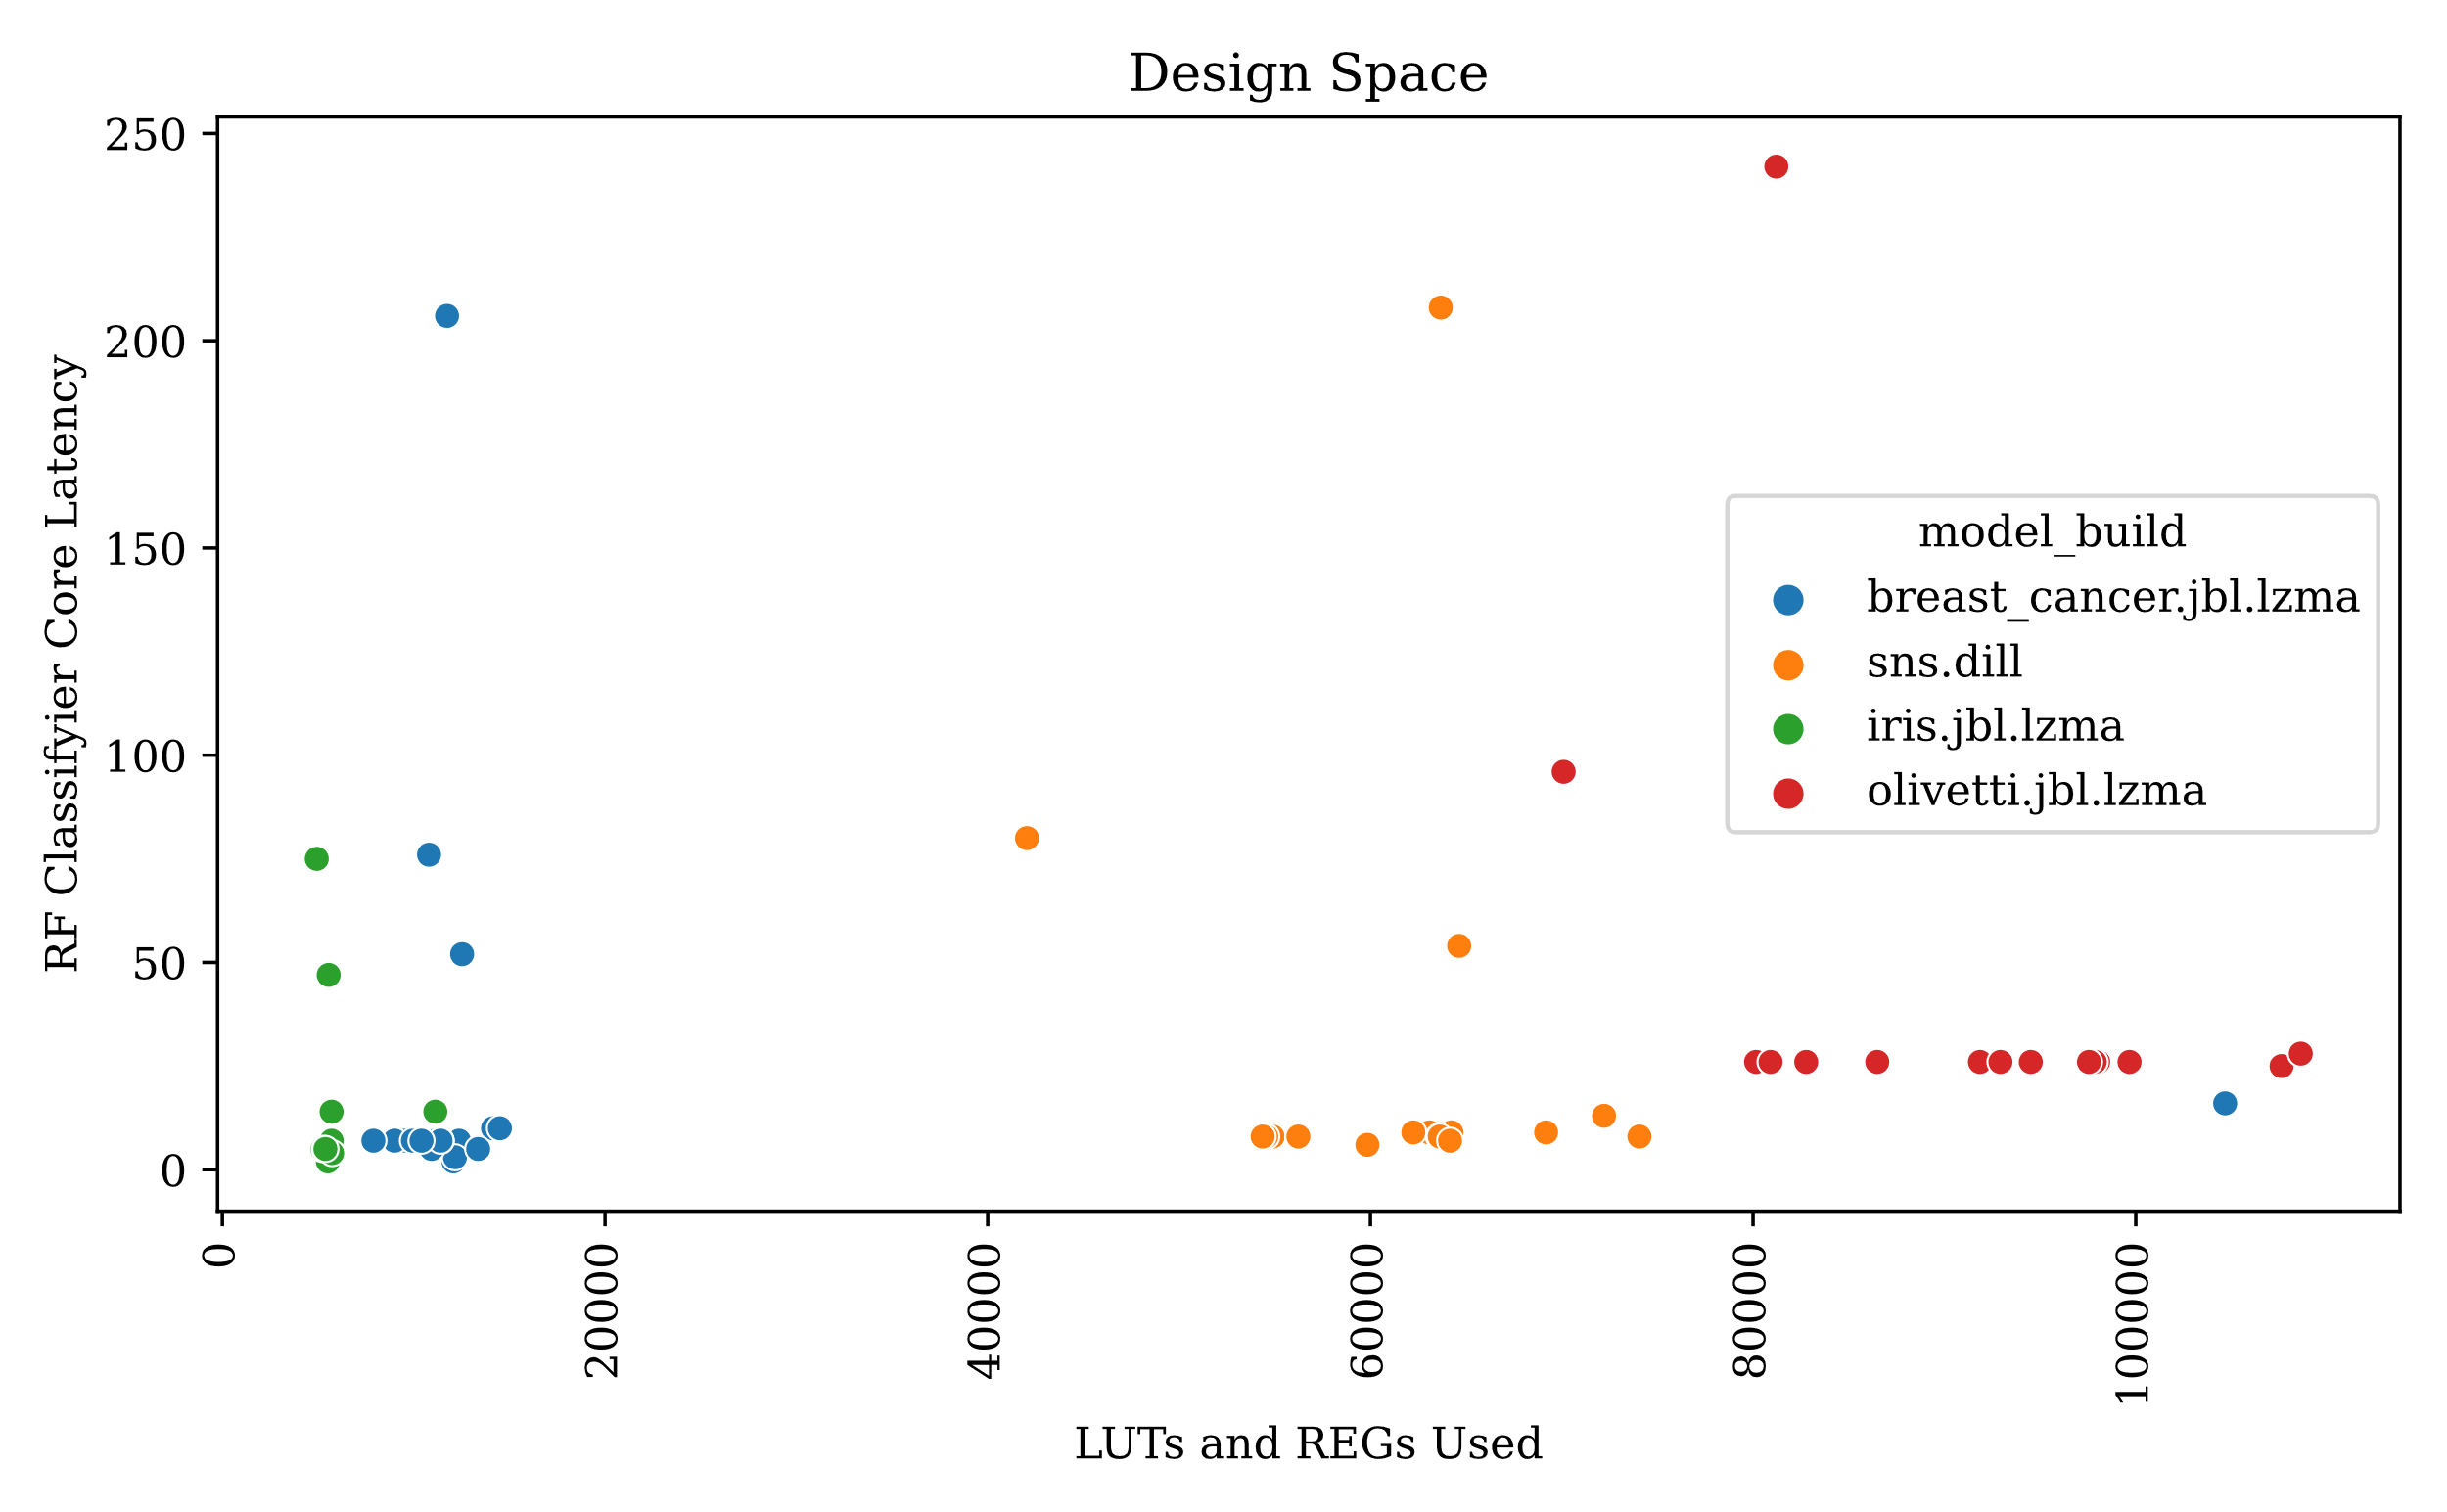 Design Space
250
200
150
100
50
0
RF Classifyier Core Latency
model_build
breast_cancer.jbl.lzma
sns.dill
iris.jbl.lzma
olivetti.jbl.lzma
0
20000
40000
60000
80000
100000
LUTs and REGs Used